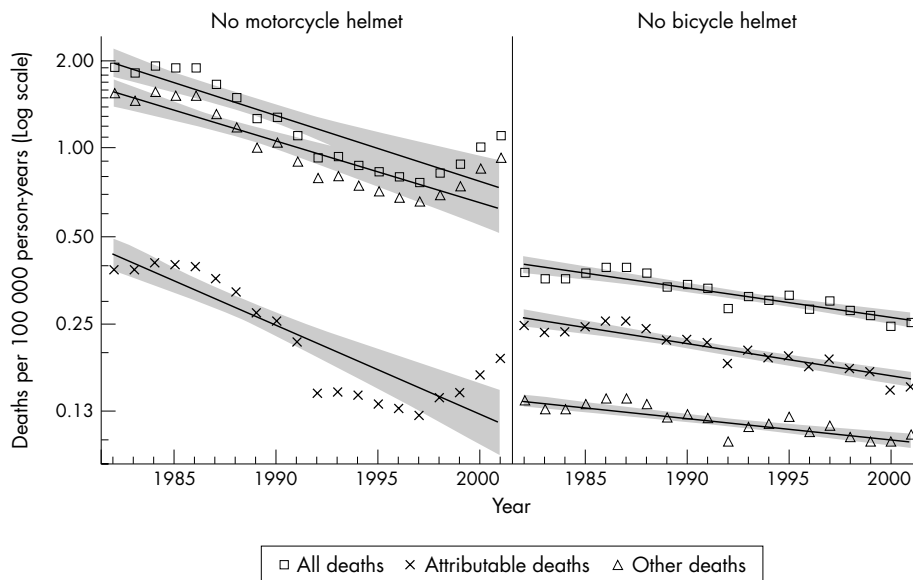 No motorcycle helmet
No bicycle helmet
Deaths per 100 000 person-years (Log scale)
2.00
1.00
0.50
0.25
0.13
1985 1990 1995 2000
1985 1990 1995 2000
Year
All deaths Attributable deaths Other deaths